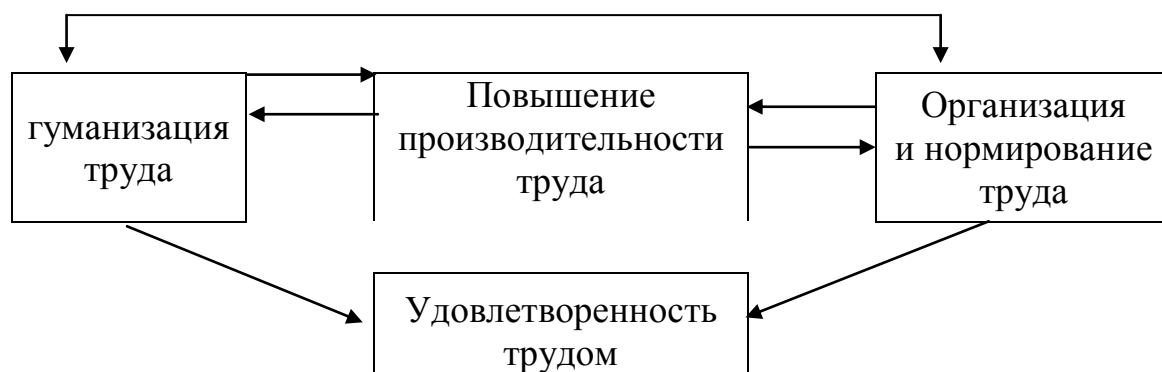 гуманизация
труда
Повышение
производительности
труда
Организация
и нормирование
труда
Удовлетворенность
трудом